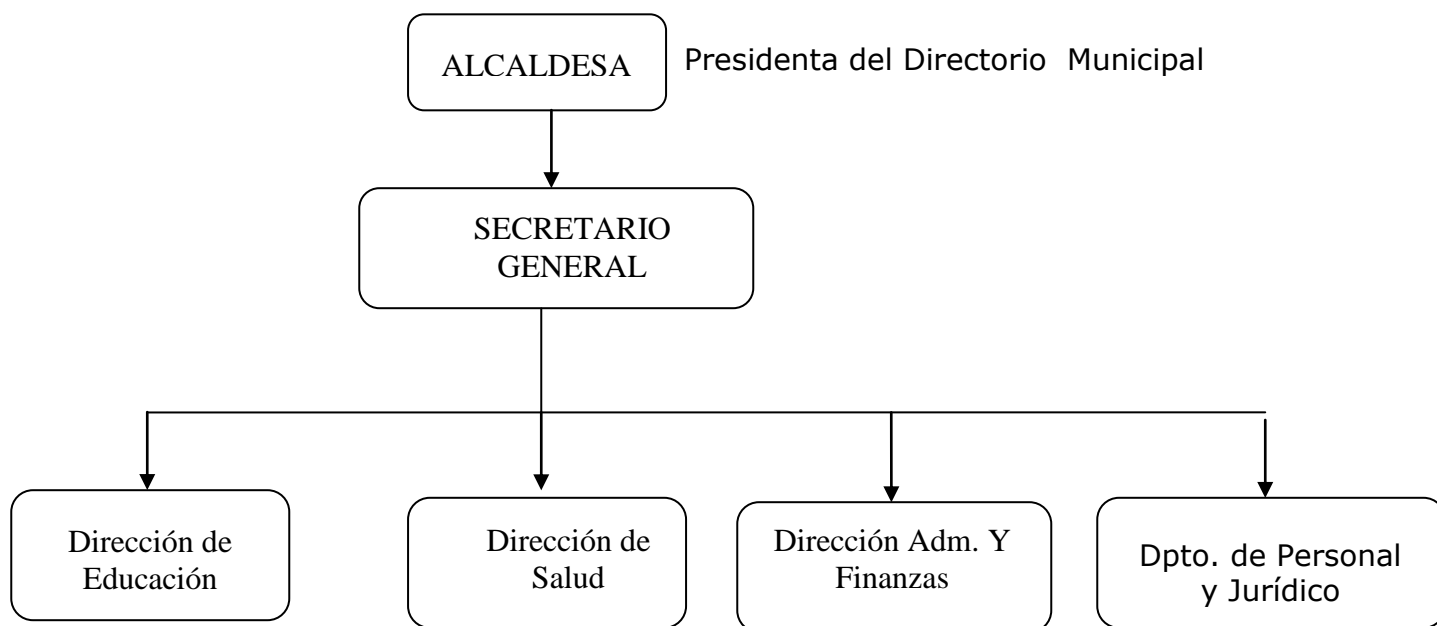 ALCALDESA
Presidenta del Directorio Municipal
SECRETARIO
GENERAL
Dirección de
Educación
Dirección de
Salud
Dirección Adm. Y
Finanzas
Dpto. de Personal
y Jurídico